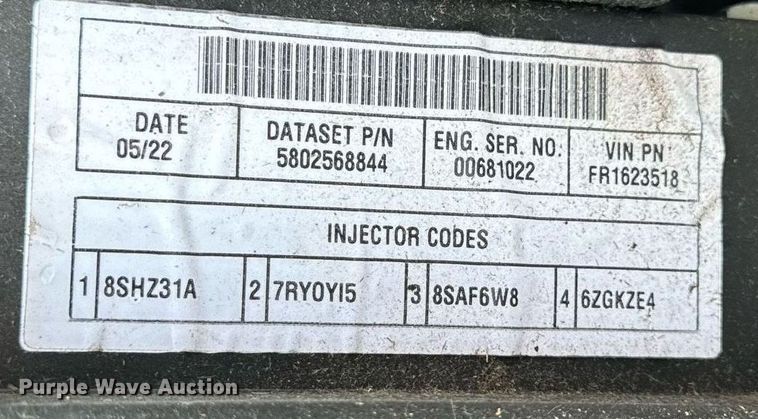 DATE
05/22
DATASET P/N
5802568844
ENG. SER. NO.
00681022
VIN PN
FR1623518
INJECTOR CODES
1 8SHZ31A 2 7RYOYI5 3 8SAF6W8 4 6ZGKZE4
Purple Wave Auction